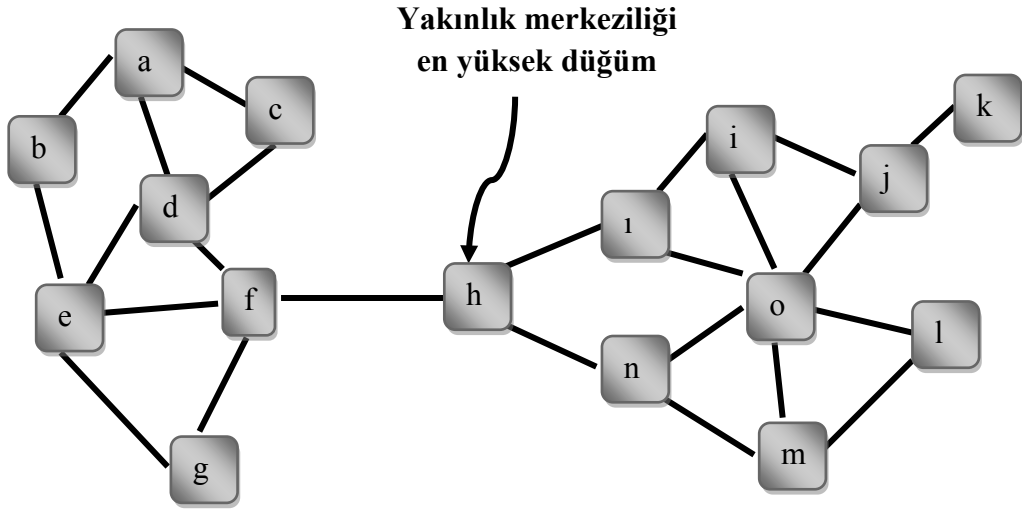 Yakınlık merkeziliği
en yüksek düğüm
a
c
b
d
e
f
g
h
ı
i
j
k
n
o
l
m